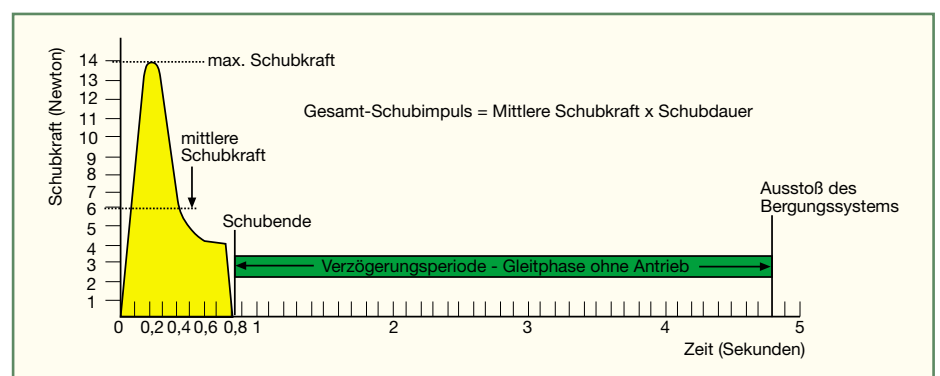 Schubkraft (Newton)
14
13
12
11
10
9
8
7
6
5
4
3
2
1
max. Schubkraft
Gesamt-Schubimpuls = Mittlere Schubkraft x Schubdauer
mittlere
Schubkraft
Schubende
Ausstoß des
Bergungssystems
Verzögerungsperiode - Gleitphase ohne Antrieb
0 0,2 0,4 0,6 0,8 1 2 3 4 5
Zeit (Sekunden)